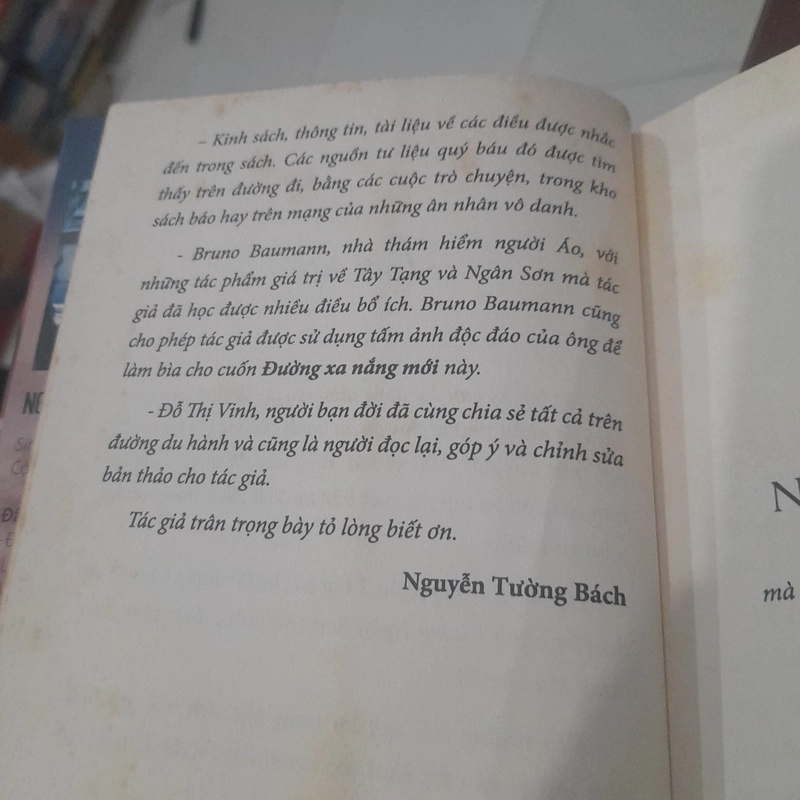 – Kinh sách, thông tin, tài liệu về các điều được nhắc
đến trong sách. Các nguồn tư liệu quý báu đó được tìm
thấy trên đường đi, bằng các cuộc trò chuyện, trong kho
sách báo hay trên mạng của những ân nhân vô danh.
- Bruno Baumann, nhà thám hiểm người Áo, với
những tác phẩm giá trị về Tây Tạng và Ngân Sơn mà tác
giả đã học được nhiều điều bổ ích. Bruno Baumann cũng
cho phép tác giả được sử dụng tấm ảnh độc đáo của ông để
làm bìa cho cuốn Đường xa nắng mới này.
- Đỗ Thị Vinh, người bạn đời đã cùng chia sẻ tất cả trên
đường du hành và cũng là người đọc lại, góp ý và chỉnh sửa
bản thảo cho tác giả.
Tác giả trân trọng bày tỏ lòng biết ơn.
Nguyễn Tường Bách
N
mà